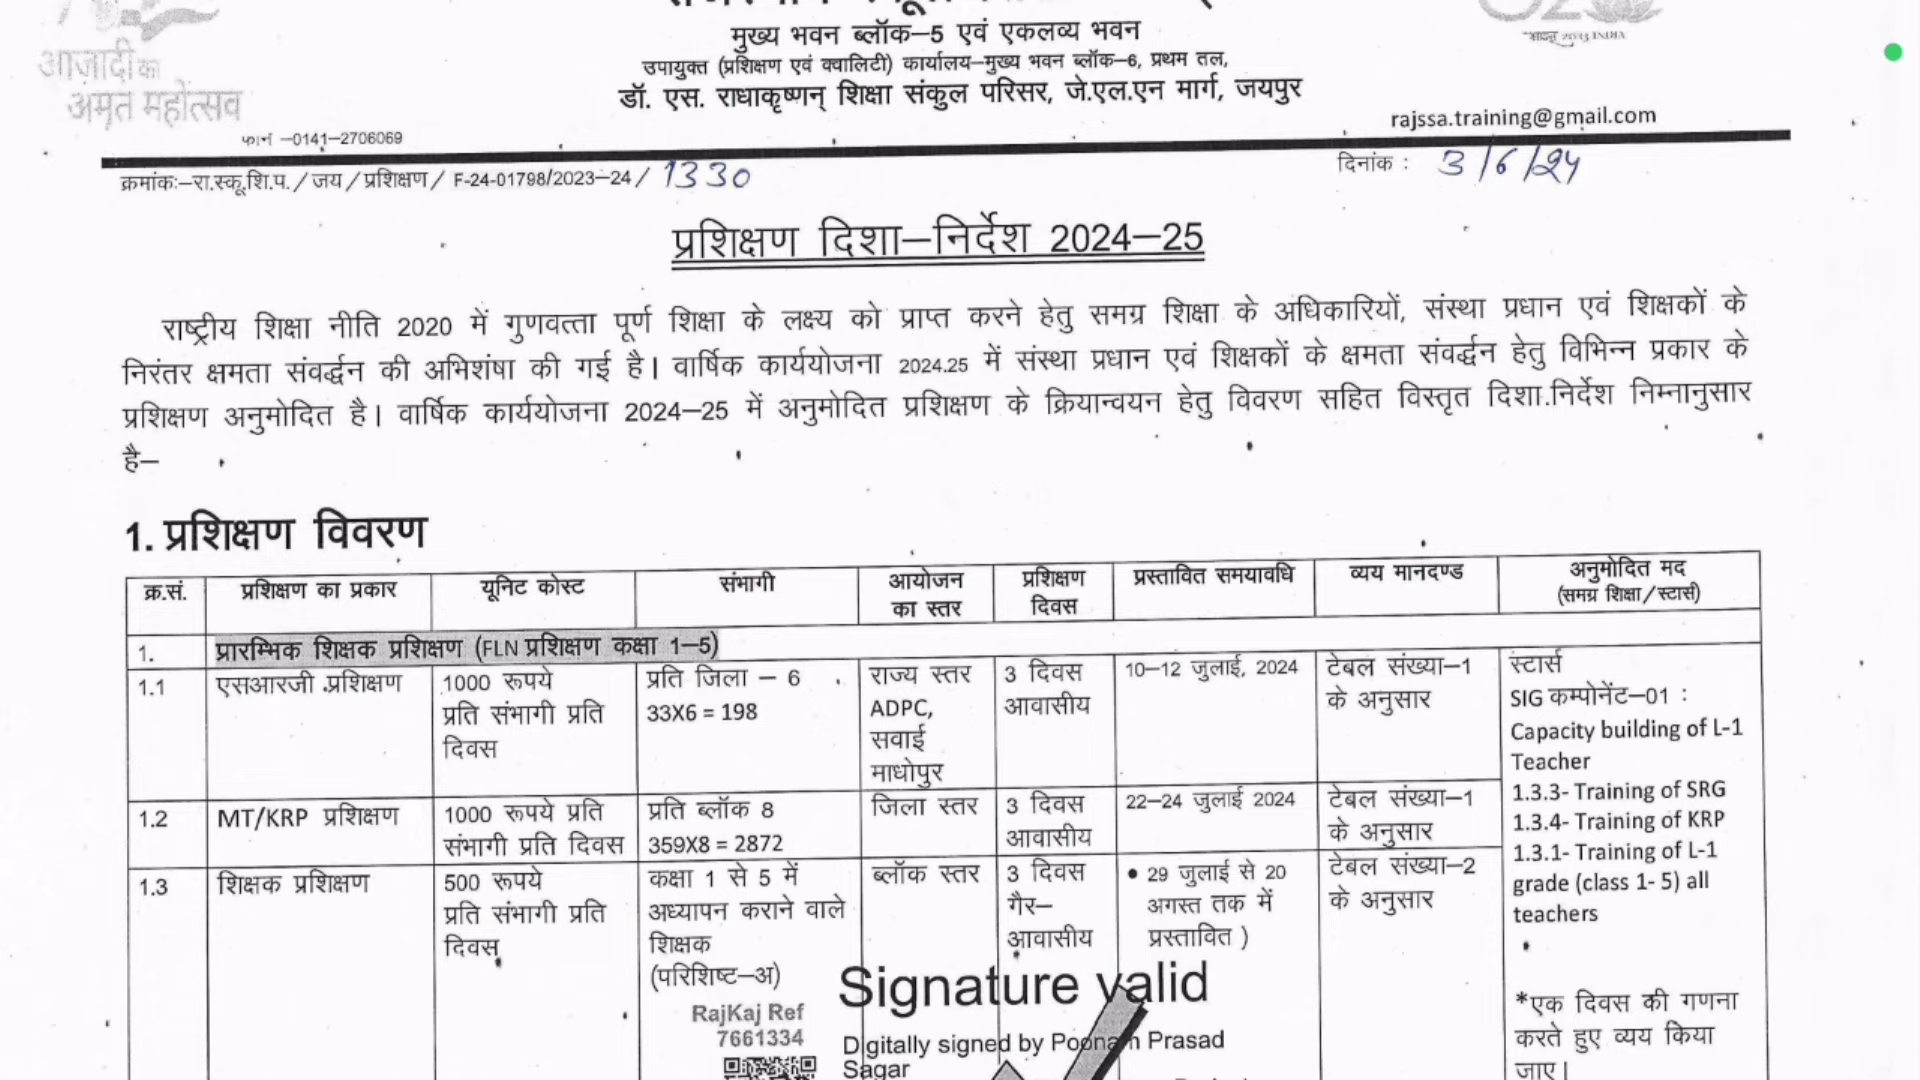 आज़ादी का
अमृत महोत्सव
मुख्य भवन ब्लॉक–5 एवं एकलव्य भवन
उपायुक्त (प्रशिक्षण एवं क्वालिटी) कार्यालय–मुख्य भवन ब्लॉक–6, प्रथम तल,
डॉ. एस. राधाकृष्णन् शिक्षा संकुल परिसर, जे.एल.एन मार्ग, जयपुर
rajssa.training@gmail.com
फोन –0141–2706069
क्रमांकः–रा.स्कू.शि.प./जय/प्रशिक्षण/ F-24-01798/2023–24/ 1330
दिनांक : 3/6/24
प्रशिक्षण दिशा–निर्देश 2024–25
राष्ट्रीय शिक्षा नीति 2020 में गुणवत्ता पूर्ण शिक्षा के लक्ष्य को प्राप्त करने हेतु समग्र शिक्षा के अधिकारियों, संस्था प्रधान एवं शिक्षकों के
निरंतर क्षमता संवर्द्धन की अभिशंषा की गई है। वार्षिक कार्ययोजना 2024.25 में संस्था प्रधान एवं शिक्षकों के क्षमता संवर्द्धन हेतु विभिन्न प्रकार के
प्रशिक्षण अनुमोदित है। वार्षिक कार्ययोजना 2024–25 में अनुमोदित प्रशिक्षण के क्रियान्वयन हेतु विवरण सहित विस्तृत दिशा.निर्देश निम्नानुसार
है–
1. प्रशिक्षण विवरण
क्र.सं.
प्रशिक्षण का प्रकार
यूनिट कोस्ट
संभागी
आयोजन
का स्तर
प्रशिक्षण
दिवस
प्रस्तावित समयावधि
व्यय मानदण्ड
अनुमोदित मद
(समग्र शिक्षा/स्टार्स)
1.
प्रारम्भिक शिक्षक प्रशिक्षण (FLN प्रशिक्षण कक्षा 1–5)
1.1
एसआरजी प्रशिक्षण
1000 रूपये
प्रति संभागी प्रति
दिवस
प्रति जिला – 6
33X6 = 198
राज्य स्तर
ADPC,
सवाई
माधोपुर
3 दिवस
आवासीय
10–12 जुलाई, 2024
टेबल संख्या–1
के अनुसार
स्टार्स
SIG कम्पोनेंट–01 :
Capacity building of L-1
Teacher
1.3.3- Training of SRG
1.3.4- Training of KRP
1.3.1- Training of L-1
grade (class 1- 5) all
teachers
*एक दिवस की गणना
करते हुए व्यय किया
जाए।
1.2
MT/KRP प्रशिक्षण
1000 रूपये प्रति
संभागी प्रति दिवस
प्रति ब्लॉक 8
359X8 = 2872
जिला स्तर
3 दिवस
आवासीय
22–24 जुलाई 2024
टेबल संख्या–1
के अनुसार
1.3
शिक्षक प्रशिक्षण
500 रूपये
प्रति संभागी प्रति
दिवस
कक्षा 1 से 5 में
अध्यापन कराने वाले
शिक्षक
(परिशिष्ट–अ)
ब्लॉक स्तर
3 दिवस
गैर–
आवासीय
• 29 जुलाई से 20
अगस्त तक में
प्रस्तावित )
टेबल संख्या–2
के अनुसार
Signature valid
RajKaj Ref
7661334
Digitally signed by Poonam Prasad
Sagar